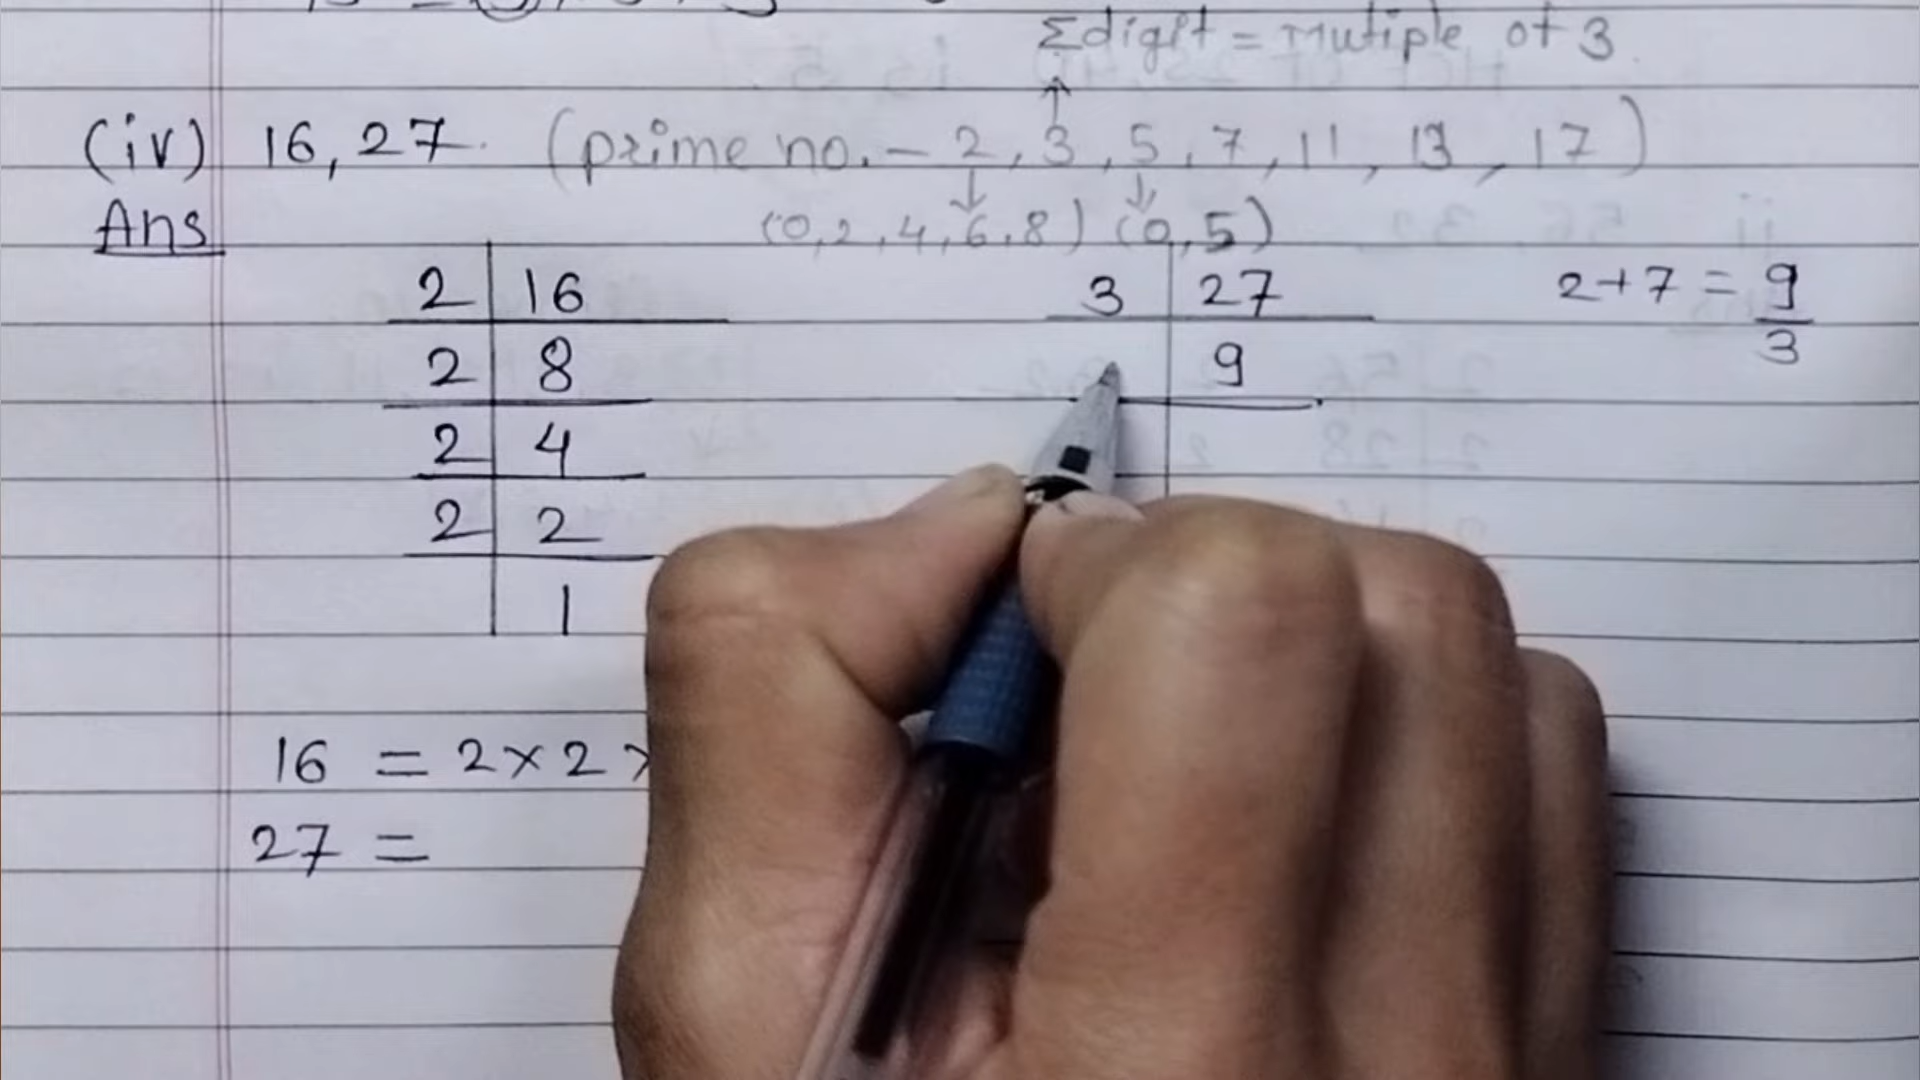 Σdigit = mutiple of 3
(iv) 16, 27. (prime no. - 2, 3, 5, 7, 11, 13, 17)
Ans (0,2,4,6,8) (0,5)
2 16 3 27 2+7 = 9
2 8 9 3
2 4
2 2
1
16 = 2×2×
27 =